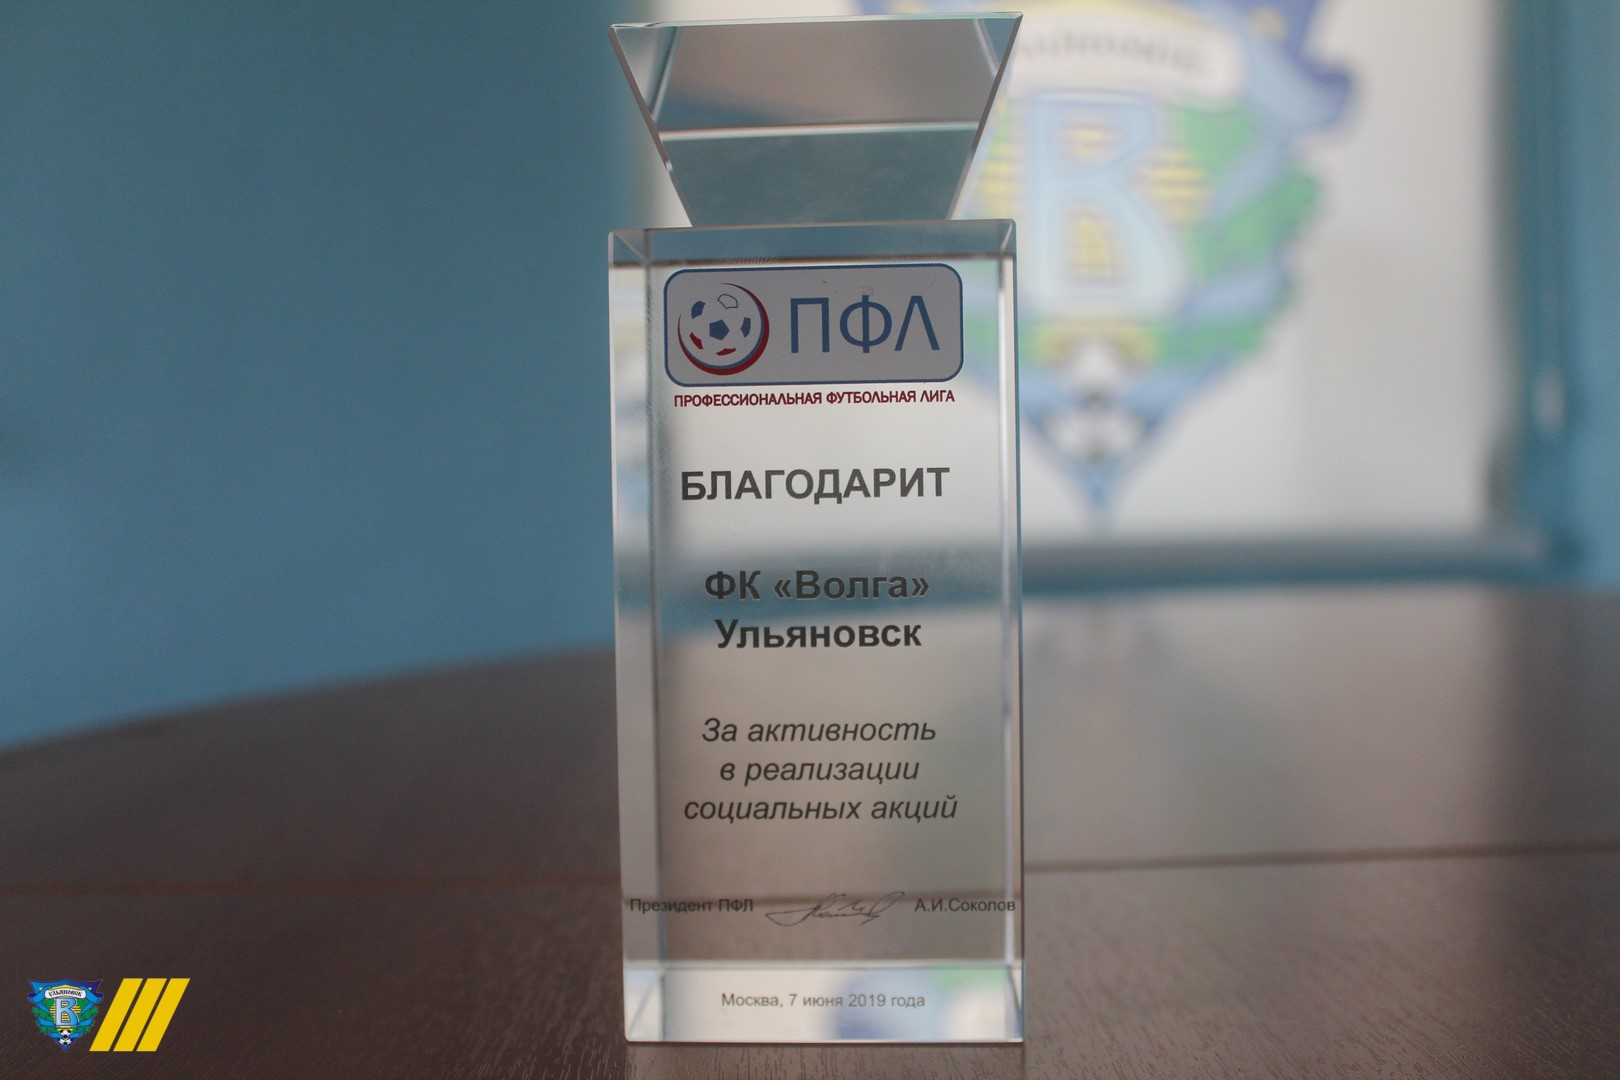 ПФЛ
ПРОФЕССИОНАЛЬНАЯ ФУТБОЛЬНАЯ ЛИГА
БЛАГОДАРИТ
ФК «Волга»
Ульяновск
За активность
в реализации
социальных акций
Президент ПФЛ А.И.Соколов
Москва, 7 июня 2019 года
В
УЛЬЯНОВСК
В